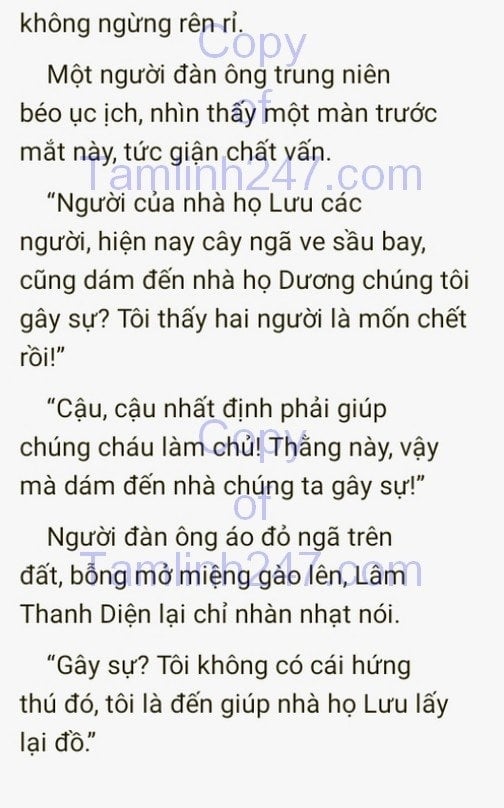 không ngừng rên rỉ.
Một người đàn ông trung niên
béo ục ịch, nhìn thấy một màn trước
mắt này, tức giận chất vấn.
“Người của nhà họ Lưu các
người, hiện nay cây ngã ve sầu bay,
cũng dám đến nhà họ Dương chúng tôi
gây sự? Tôi thấy hai người là mốn chết
rồi!”
“Cậu, cậu nhất định phải giúp
chúng cháu làm chủ! Thằng này, vậy
mà dám đến nhà chúng ta gây sự!”
Người đàn ông áo đỏ ngã trên
đất, bỗng mở miệng gào lên, Lâm
Thanh Diện lại chỉ nhàn nhạt nói.
“Gây sự? Tôi không có cái hứng
thú đó, tôi là đến giúp nhà họ Lưu lấy
lại đồ.”
Copy
of
Tamlinh247.com
Copy
of
Tamlinh247.com